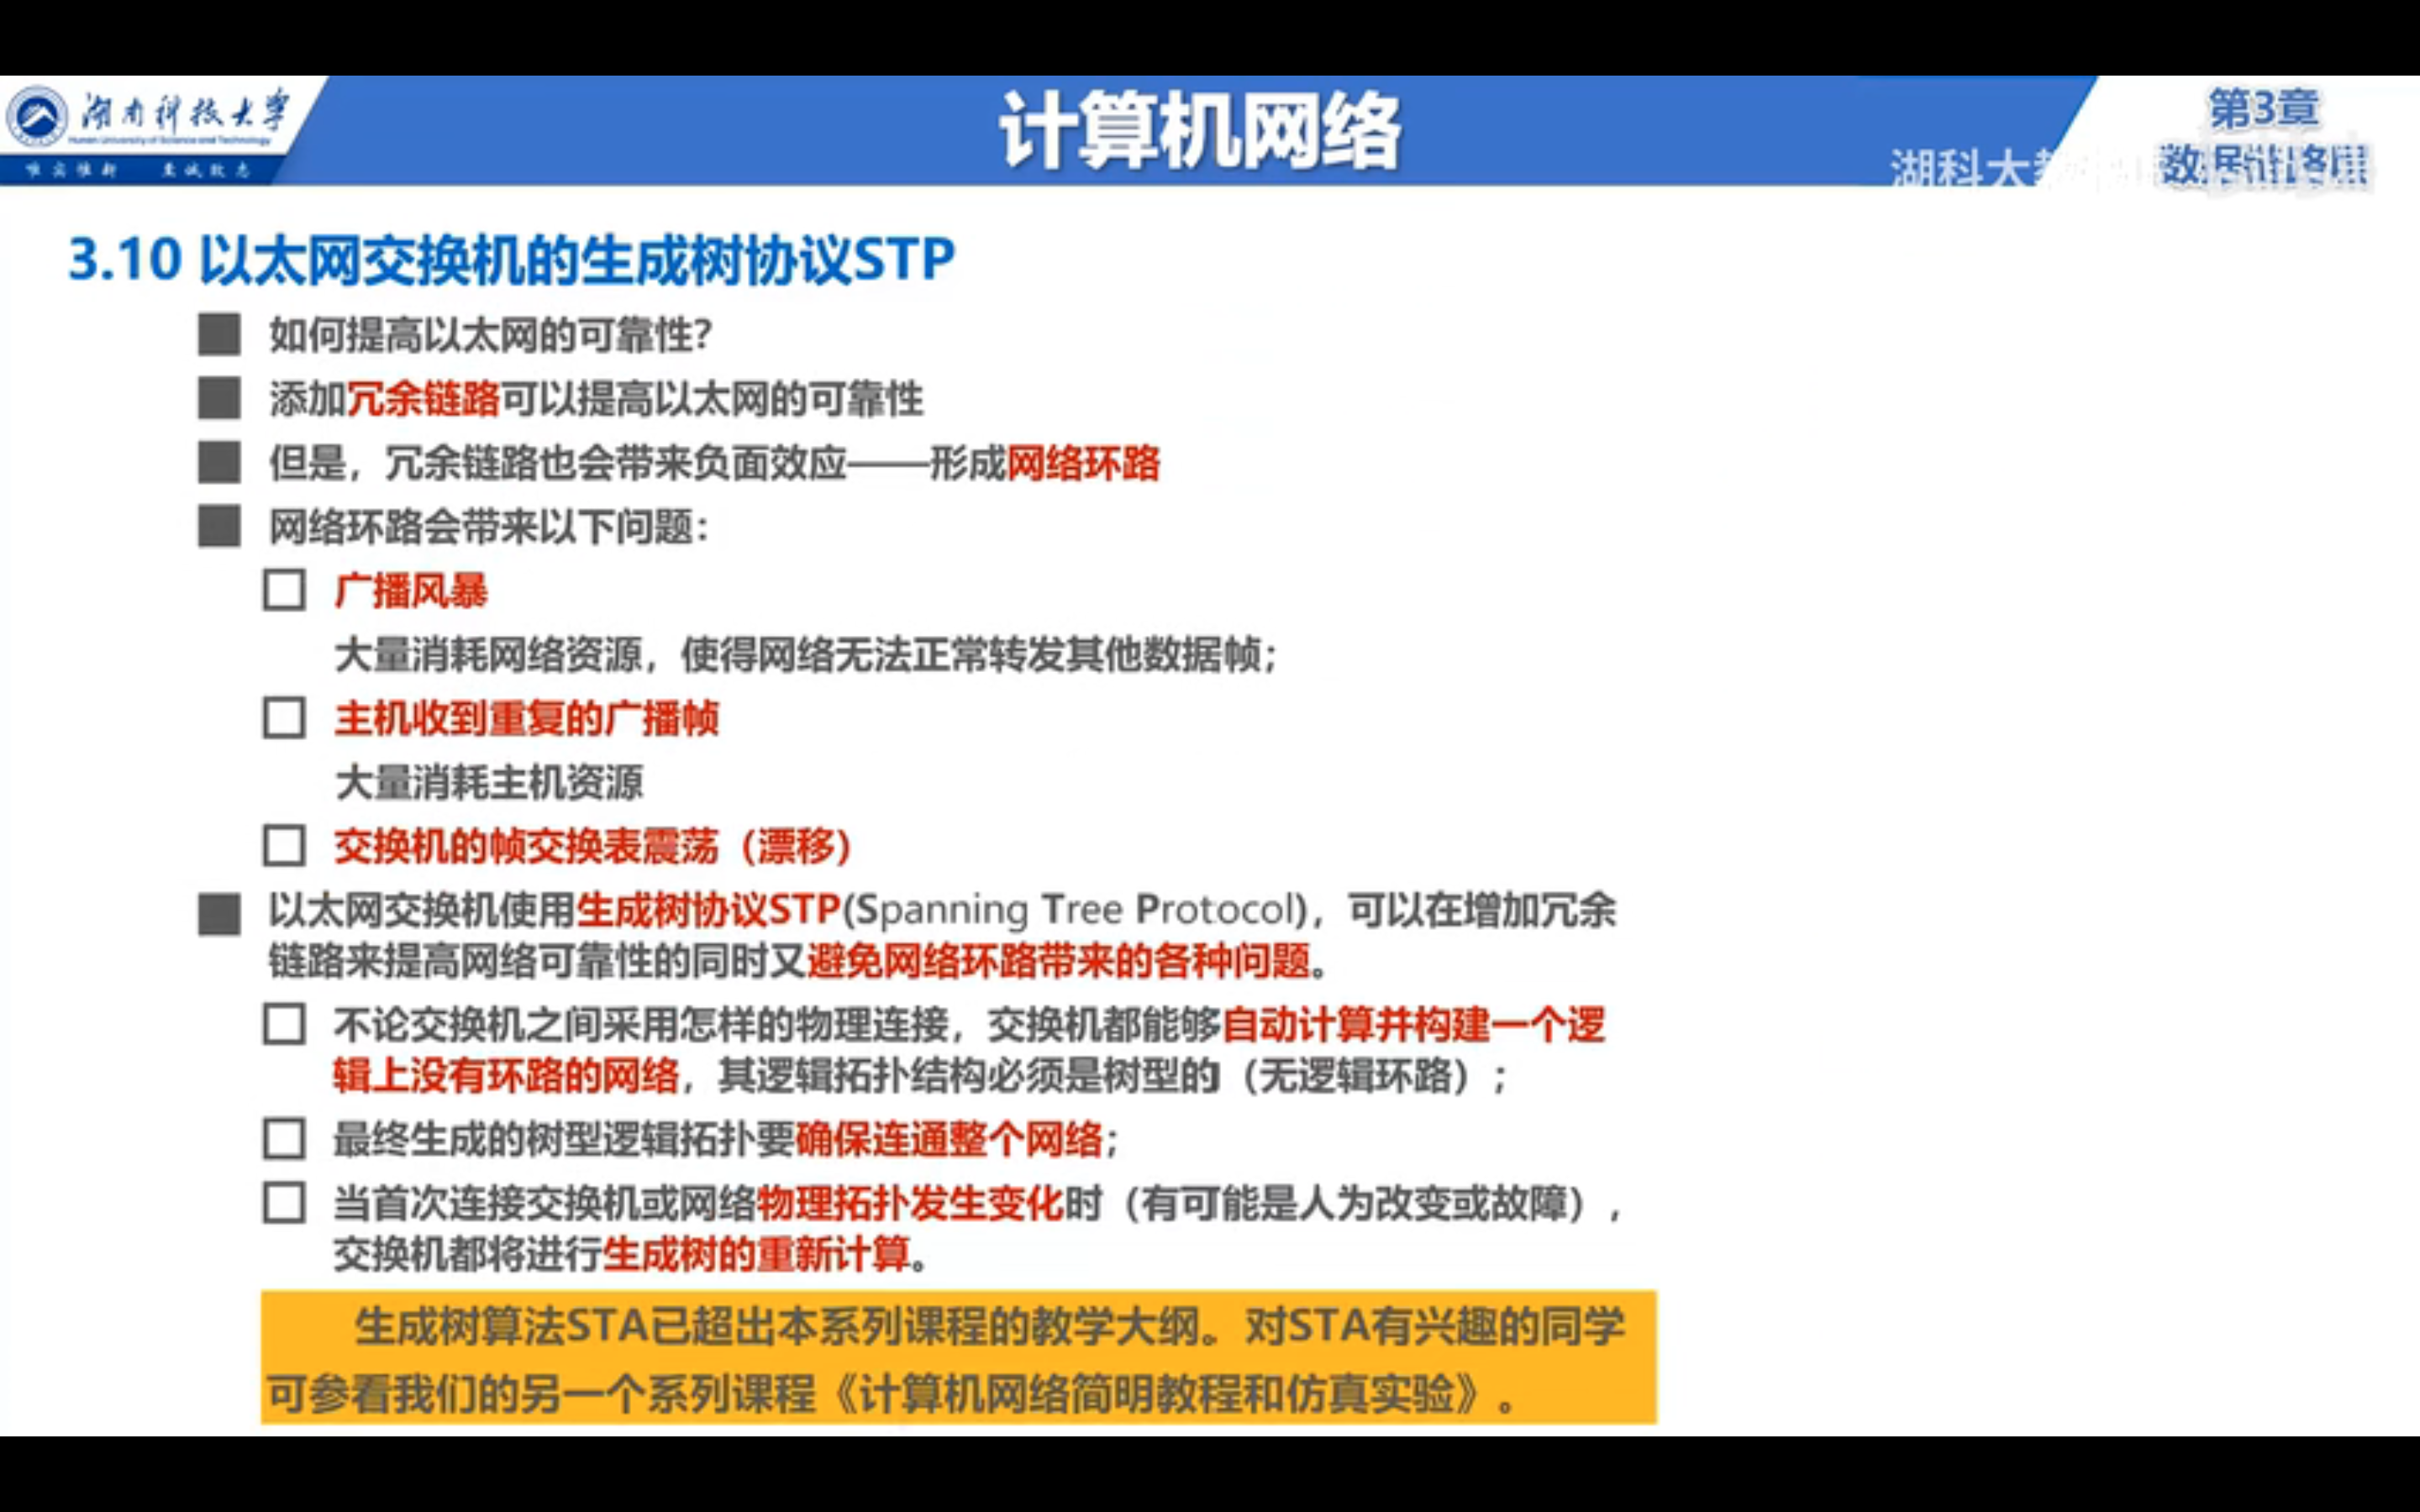 湖南科技大学
Hunan University of Science and Technology
唯实惟新 至诚致志
计算机网络
第3章
数据链路层
湖科大教
3.10 以太网交换机的生成树协议STP
如何提高以太网的可靠性?
添加冗余链路可以提高以太网的可靠性
但是，冗余链路也会带来负面效应——形成网络环路
网络环路会带来以下问题：
广播风暴
大量消耗网络资源，使得网络无法正常转发其他数据帧；
主机收到重复的广播帧
大量消耗主机资源
交换机的帧交换表震荡（漂移）
以太网交换机使用生成树协议STP(Spanning Tree Protocol)，可以在增加冗余
链路来提高网络可靠性的同时又避免网络环路带来的各种问题。
不论交换机之间采用怎样的物理连接，交换机都能够自动计算并构建一个逻
辑上没有环路的网络，其逻辑拓扑结构必须是树型的（无逻辑环路）；
最终生成的树型逻辑拓扑要确保连通整个网络；
当首次连接交换机或网络物理拓扑发生变化时（有可能是人为改变或故障），
交换机都将进行生成树的重新计算。
生成树算法STA已超出本系列课程的教学大纲。对STA有兴趣的同学
可参看我们的另一个系列课程《计算机网络简明教程和仿真实验》。